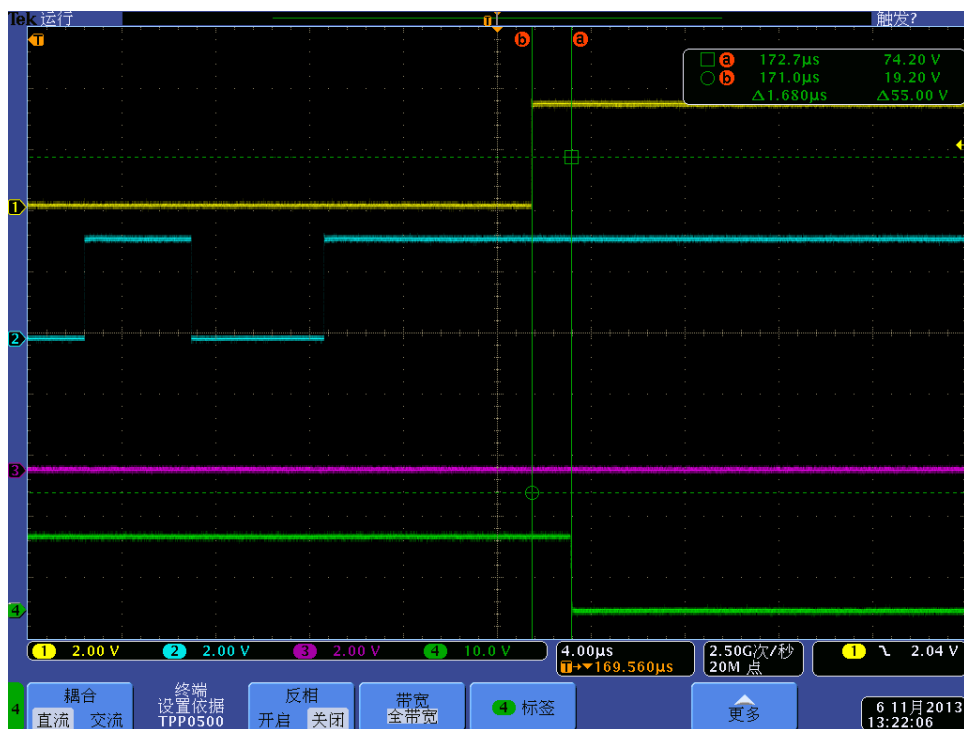 Tek 运行
T
触发?
T
b
a
a 172.7µs 74.20 V
b 171.0µs 19.20 V
Δ1.680µs Δ55.00 V
1
2
3
4
1 2.00 V 2 2.00 V 3 2.00 V 4 10.0 V
4.00µs
T→▼169.560µs
2.50G次/秒
20M 点
1 2.04 V
4
耦合
直流 交流
终端
设置依据
TPP0500
反相
开启 关闭
带宽
全带宽
4 标签
更多
6 11月2013
13:22:06